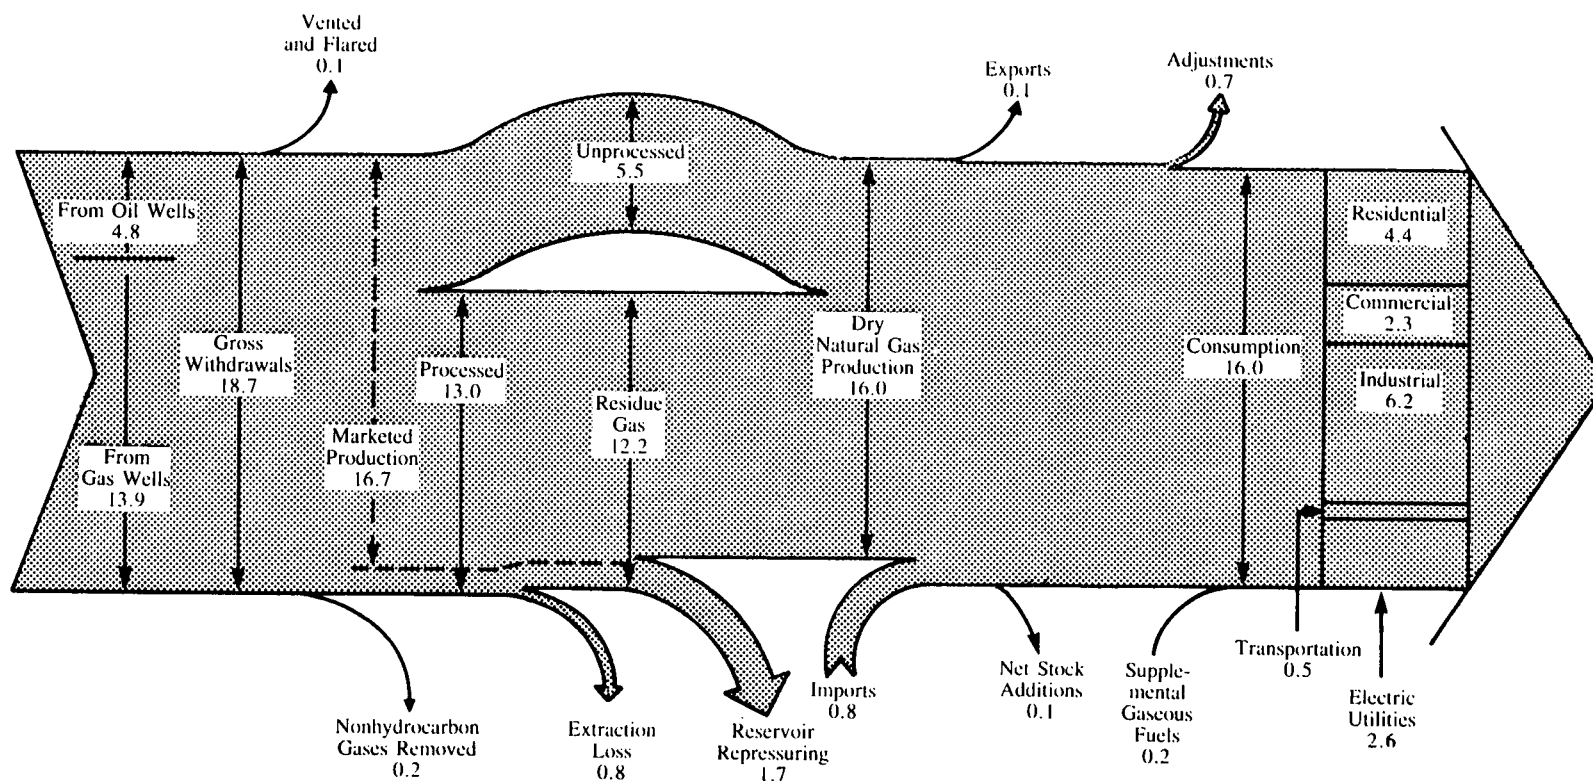 Vented
and Flared
0.1
Exports
0.1
Adjustments
0.7
Unprocessed
5.5
From Oil Wells
4.8
Residential
4.4
Commercial
2.3
Gross
Withdrawals
18.7
Processed
13.0
Dry
Natural Gas
Production
16.0
Consumption
16.0
Industrial
6.2
Residue
Gas
12.2
Marketed
Production
16.7
From
Gas Wells
13.9
Nonhydrocarbon
Gases Removed
0.2
Extraction
Loss
0.8
Reservoir
Repressuring
1.7
Imports
0.8
Net Stock
Additions
0.1
Supple-
mental
Gaseous
Fuels
0.2
Transportation
0.5
Electric
Utilities
2.6